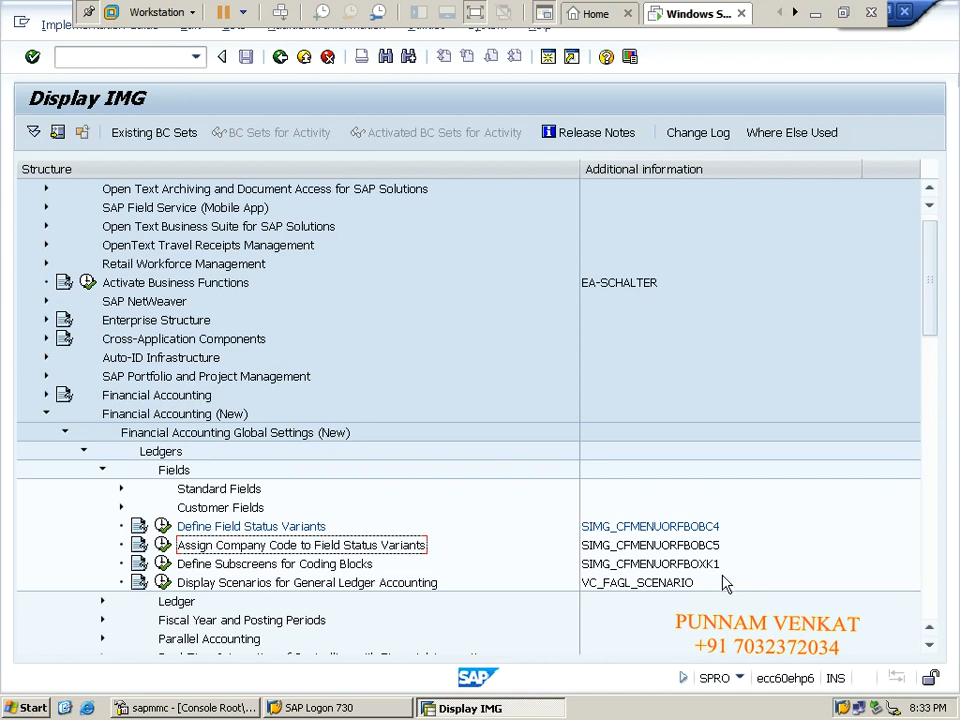 Workstation
Home
Windows S...
Display IMG
Existing BC Sets
BC Sets for Activity
Activated BC Sets for Activity
Release Notes
Change Log
Where Else Used
Structure
Additional information
Open Text Archiving and Document Access for SAP Solutions
SAP Field Service (Mobile App)
Open Text Business Suite for SAP Solutions
OpenText Travel Receipts Management
Retail Workforce Management
Activate Business Functions EA-SCHALTER
SAP NetWeaver
Enterprise Structure
Cross-Application Components
Auto-ID Infrastructure
SAP Portfolio and Project Management
Financial Accounting
Financial Accounting (New)
Financial Accounting Global Settings (New)
Ledgers
Fields
Standard Fields
Customer Fields
Define Field Status Variants SIMG_CFMENUORFBOBC4
Assign Company Code to Field Status Variants SIMG_CFMENUORFBOBC5
Define Subscreens for Coding Blocks SIMG_CFMENUORFBOXK1
Display Scenarios for General Ledger Accounting VC_FAGL_SCENARIO
Ledger
Fiscal Year and Posting Periods
Parallel Accounting
PUNNAM VENKAT
+91 7032372034
SAP
SPRO
ecc60ehp6
INS
Start
sapmmc - [Console Root\...
SAP Logon 730
Display IMG
8:33 PM